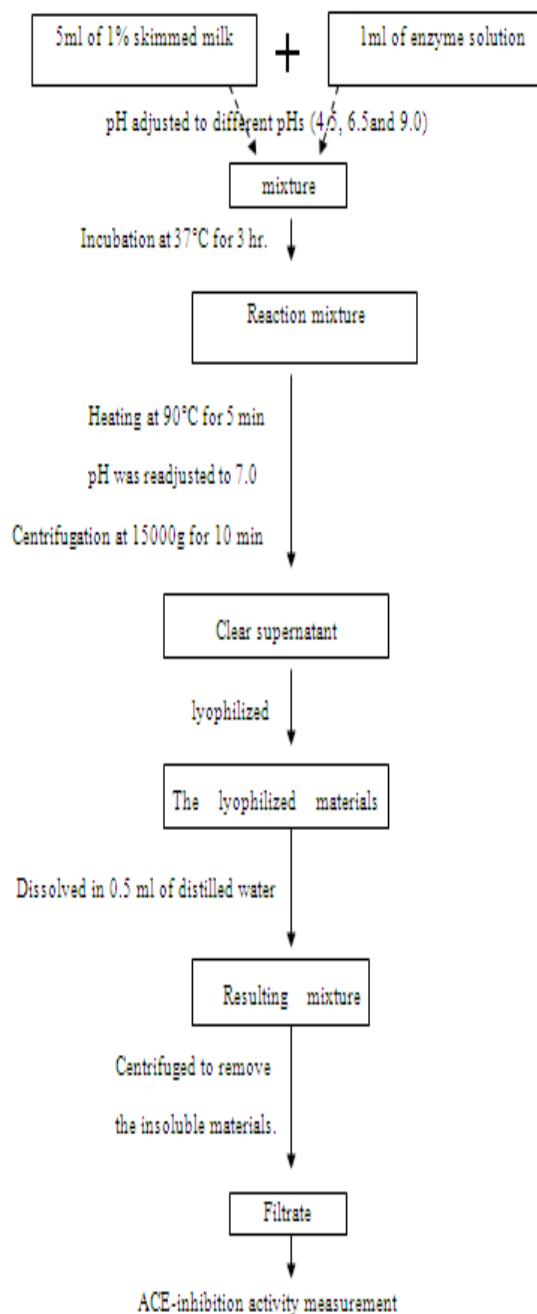 5ml of 1% skimmed milk
+
1ml of enzyme solution
pH adjusted to different pHs (4.5, 6.5and 9.0)
mixture
Incubation at 37°C for 3 hr.
Reaction mixture
Heating at 90°C for 5 min
pH was readjusted to 7.0
Centrifugation at 15000g for 10 min
Clear supernatant
lyophilized
The lyophilized materials
Dissolved in 0.5 ml of distilled water
Resulting mixture
Centrifuged to remove
the insoluble materials.
Filtrate
ACE-inhibition activity measurement